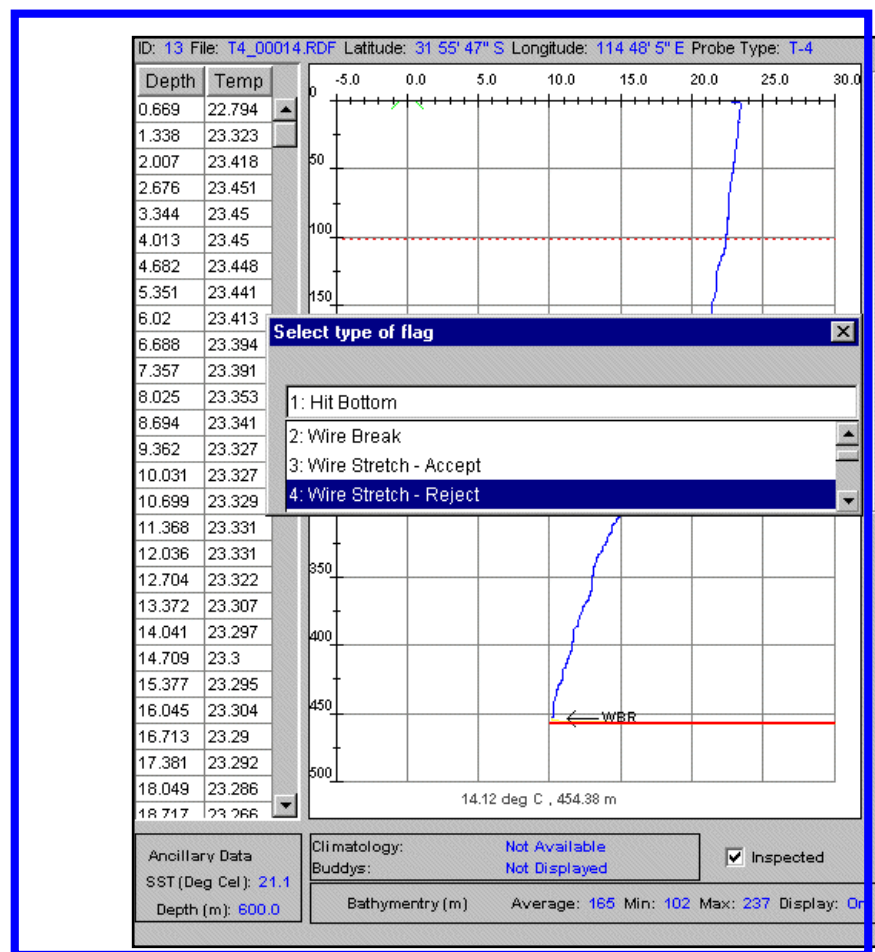 ID: 13 File: T4_00014.RDF Latitude: 31 55' 47" S Longitude: 114 48' 5" E Probe Type: T-4
Depth Temp
0.669 22.794
1.338 23.323
2.007 23.418
2.676 23.451
3.344 23.45
4.013 23.45
4.682 23.448
5.351 23.441
6.02 23.413
6.688 23.394
7.357 23.391
8.025 23.353
8.694 23.341
9.362 23.327
10.031 23.327
10.699 23.329
11.368 23.331
12.036 23.331
12.704 23.322
13.372 23.307
14.041 23.297
14.709 23.3
15.377 23.295
16.045 23.304
16.713 23.29
17.381 23.292
18.049 23.286
18.717 23.266
-5.0 0.0 5.0 10.0 15.0 20.0 25.0 30.0
0
50
100
150
Select type of flag
1: Hit Bottom
2: Wire Break
3: Wire Stretch - Accept
4: Wire Stretch - Reject
350
400
450
WBR
500
14.12 deg C , 454.38 m
Ancillary Data
SST (Deg Cel): 21.1
Depth (m): 600.0
Climatology: Not Available
Buddys: Not Displayed
Inspected
Bathymentry (m) Average: 165 Min: 102 Max: 237 Display: On